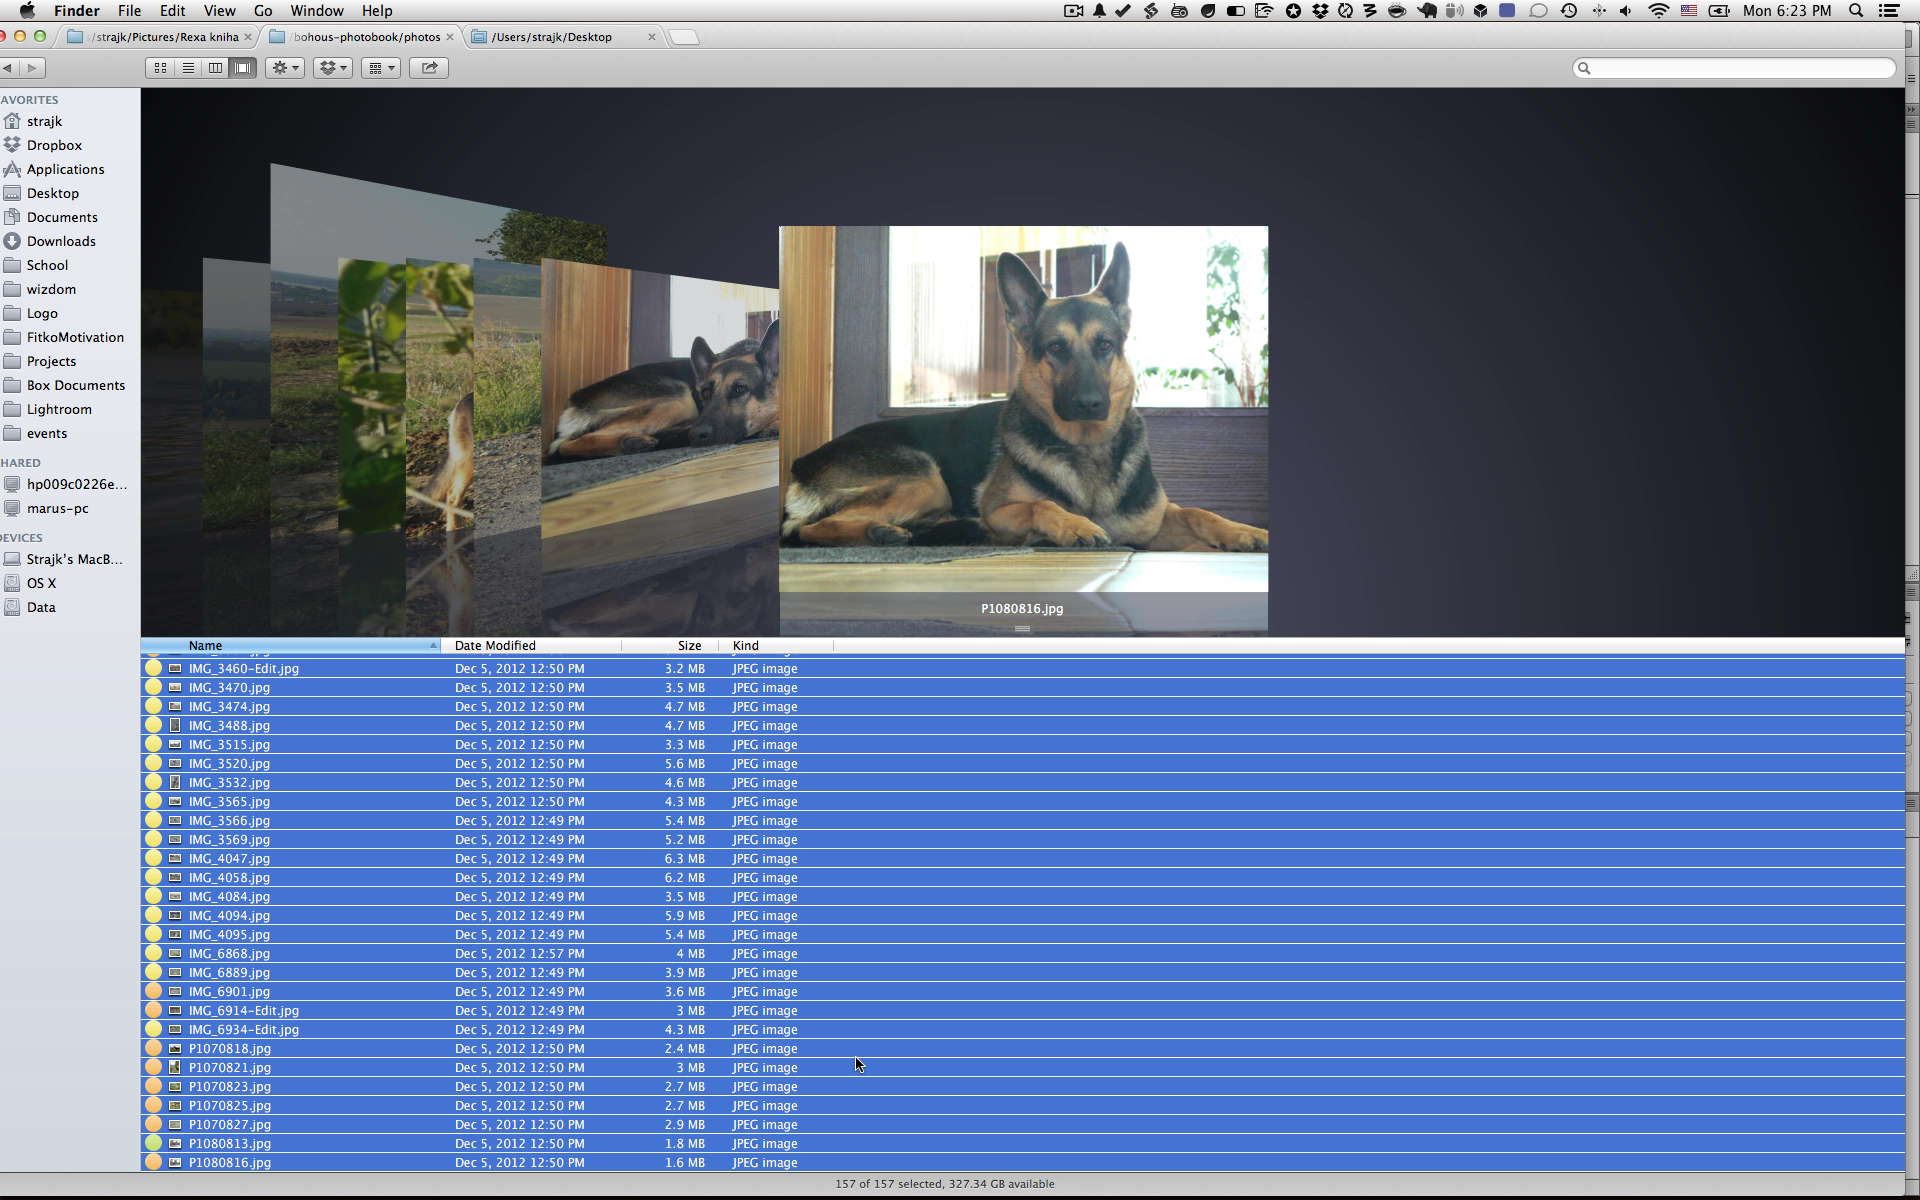 Finder File Edit View Go Window Help Mon 6:23 PM
/strajk/Pictures/Rexa kniha bohous-photobook/photos /Users/strajk/Desktop
AVORITES
strajk
Dropbox
Applications
Desktop
Documents
Downloads
School
wizdom
Logo
FitkoMotivation
Projects
Box Documents
Lightroom
events
HARED
hp009c0226e...
marus-pc
EVICES
Strajk's MacB...
OS X
Data
P1080816.jpg
Name Date Modified Size Kind
IMG_3460-Edit.jpg Dec 5, 2012 12:50 PM 3.2 MB JPEG image
IMG_3470.jpg Dec 5, 2012 12:50 PM 3.5 MB JPEG image
IMG_3474.jpg Dec 5, 2012 12:50 PM 4.7 MB JPEG image
IMG_3488.jpg Dec 5, 2012 12:50 PM 4.7 MB JPEG image
IMG_3515.jpg Dec 5, 2012 12:50 PM 3.3 MB JPEG image
IMG_3520.jpg Dec 5, 2012 12:50 PM 5.6 MB JPEG image
IMG_3532.jpg Dec 5, 2012 12:50 PM 4.6 MB JPEG image
IMG_3565.jpg Dec 5, 2012 12:50 PM 4.3 MB JPEG image
IMG_3566.jpg Dec 5, 2012 12:49 PM 5.4 MB JPEG image
IMG_3569.jpg Dec 5, 2012 12:49 PM 5.2 MB JPEG image
IMG_4047.jpg Dec 5, 2012 12:49 PM 6.3 MB JPEG image
IMG_4058.jpg Dec 5, 2012 12:49 PM 6.2 MB JPEG image
IMG_4084.jpg Dec 5, 2012 12:49 PM 3.5 MB JPEG image
IMG_4094.jpg Dec 5, 2012 12:49 PM 5.9 MB JPEG image
IMG_4095.jpg Dec 5, 2012 12:49 PM 5.4 MB JPEG image
IMG_6868.jpg Dec 5, 2012 12:57 PM 4 MB JPEG image
IMG_6889.jpg Dec 5, 2012 12:49 PM 3.9 MB JPEG image
IMG_6901.jpg Dec 5, 2012 12:49 PM 3.6 MB JPEG image
IMG_6914-Edit.jpg Dec 5, 2012 12:49 PM 3 MB JPEG image
IMG_6934-Edit.jpg Dec 5, 2012 12:49 PM 4.3 MB JPEG image
P1070818.jpg Dec 5, 2012 12:50 PM 2.4 MB JPEG image
P1070821.jpg Dec 5, 2012 12:50 PM 3 MB JPEG image
P1070823.jpg Dec 5, 2012 12:50 PM 2.7 MB JPEG image
P1070825.jpg Dec 5, 2012 12:50 PM 2.7 MB JPEG image
P1070827.jpg Dec 5, 2012 12:50 PM 2.9 MB JPEG image
P1080813.jpg Dec 5, 2012 12:50 PM 1.8 MB JPEG image
P1080816.jpg Dec 5, 2012 12:50 PM 1.6 MB JPEG image
157 of 157 selected, 327.34 GB available